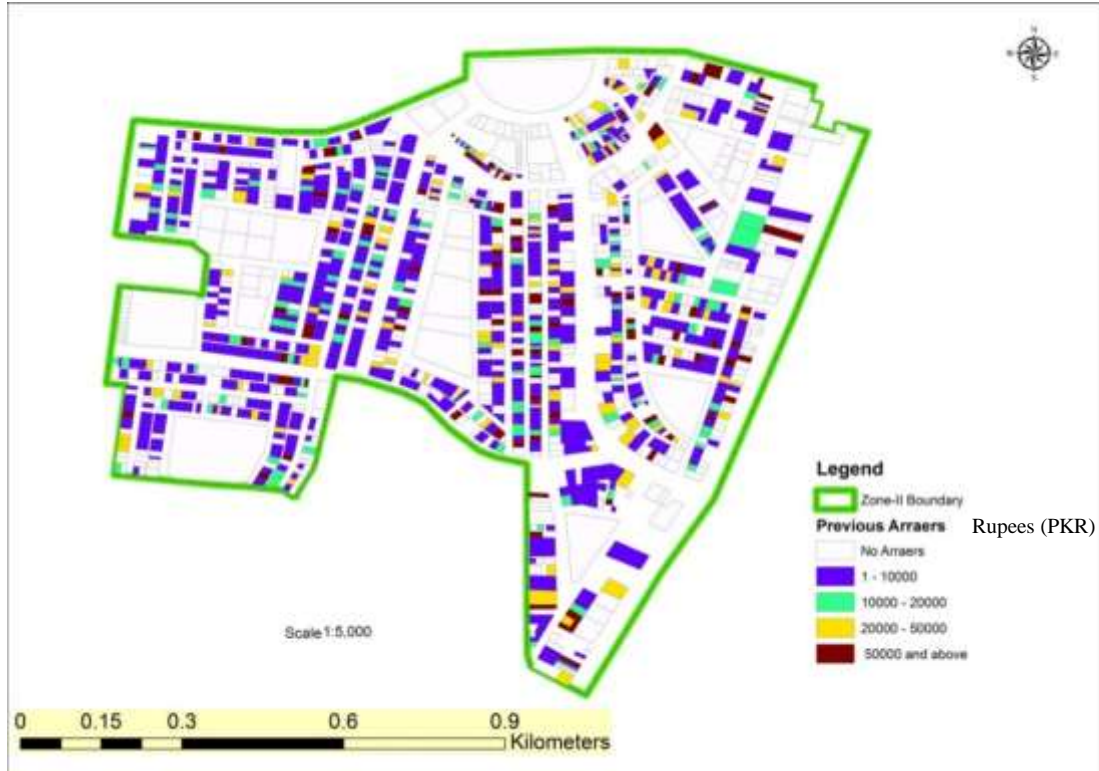 N
W E
S
Legend
Zone-II Boundary
Previous Arraers Rupees (PKR)
No Arraers
1 - 10000
10000 - 20000
20000 - 50000
50000 and above
Scale 1:5,000
0 0.15 0.3 0.6 0.9
Kilometers